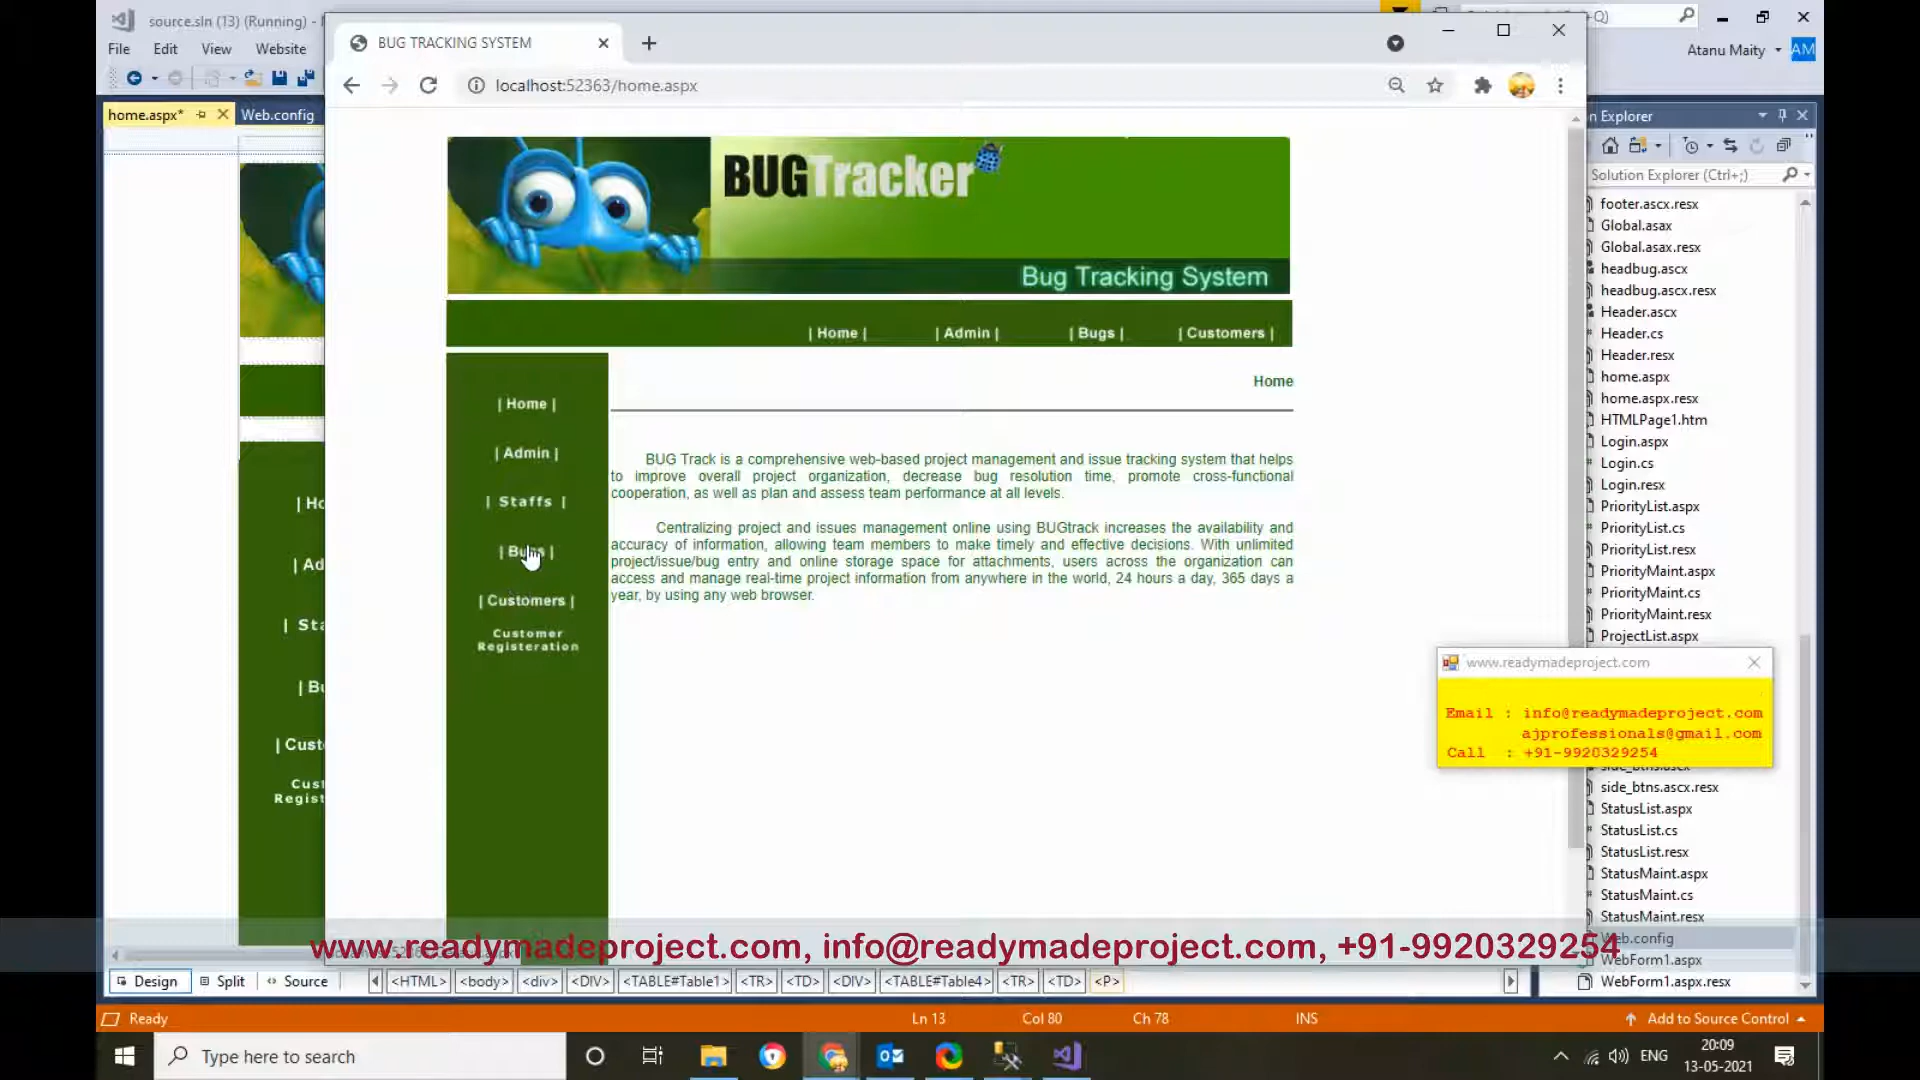 source.sln (13) (Running) -
File Edit View Website
Atanu Maity AM
home.aspx* Web.config
BUG TRACKING SYSTEM
localhost:52363/home.aspx
BUGTracker
Bug Tracking System
| Home | | Admin | | Bugs | | Customers |
| Home |
| Admin |
| Staffs |
| Bugs |
| Customers |
Customer
Registeration
Home
BUG Track is a comprehensive web-based project management and issue tracking system that helps
to improve overall project organization, decrease bug resolution time, promote cross-functional
cooperation, as well as plan and assess team performance at all levels.
Centralizing project and issues management online using BUGtrack increases the availability and
accuracy of information, allowing team members to make timely and effective decisions. With unlimited
project/issue/bug entry and online storage space for attachments, users across the organization can
access and manage real-time project information from anywhere in the world, 24 hours a day, 365 days a
year, by using any web browser.
| Ho
| Ad
| Sta
| Bu
| Custo
Cust
Regist
n Explorer
Solution Explorer (Ctrl+;)
footer.ascx.resx
Global.asax
Global.asax.resx
headbug.ascx
headbug.ascx.resx
Header.ascx
Header.cs
Header.resx
home.aspx
home.aspx.resx
HTMLPage1.htm
Login.aspx
Login.cs
Login.resx
PriorityList.aspx
PriorityList.cs
PriorityList.resx
PriorityMaint.aspx
PriorityMaint.cs
PriorityMaint.resx
ProjectList.aspx
www.readymadeproject.com
Email : info@readymadeproject.com
ajprofessionals@gmail.com
Call : +91-9920329254
side_btns.ascx
side_btns.ascx.resx
StatusList.aspx
StatusList.cs
StatusList.resx
StatusMaint.aspx
StatusMaint.cs
StatusMaint.resx
Web.config
WebForm1.aspx
WebForm1.aspx.resx
www.readymadeproject.com, info@readymadeproject.com, +91-9920329254
Design Split Source <HTML> <body> <div> <DIV> <TABLE#Table1> <TR> <TD> <DIV> <TABLE#Table4> <TR> <TD> <P>
Ready Ln 13 Col 80 Ch 78 INS Add to Source Control
Type here to search
ENG
20:09
13-05-2021